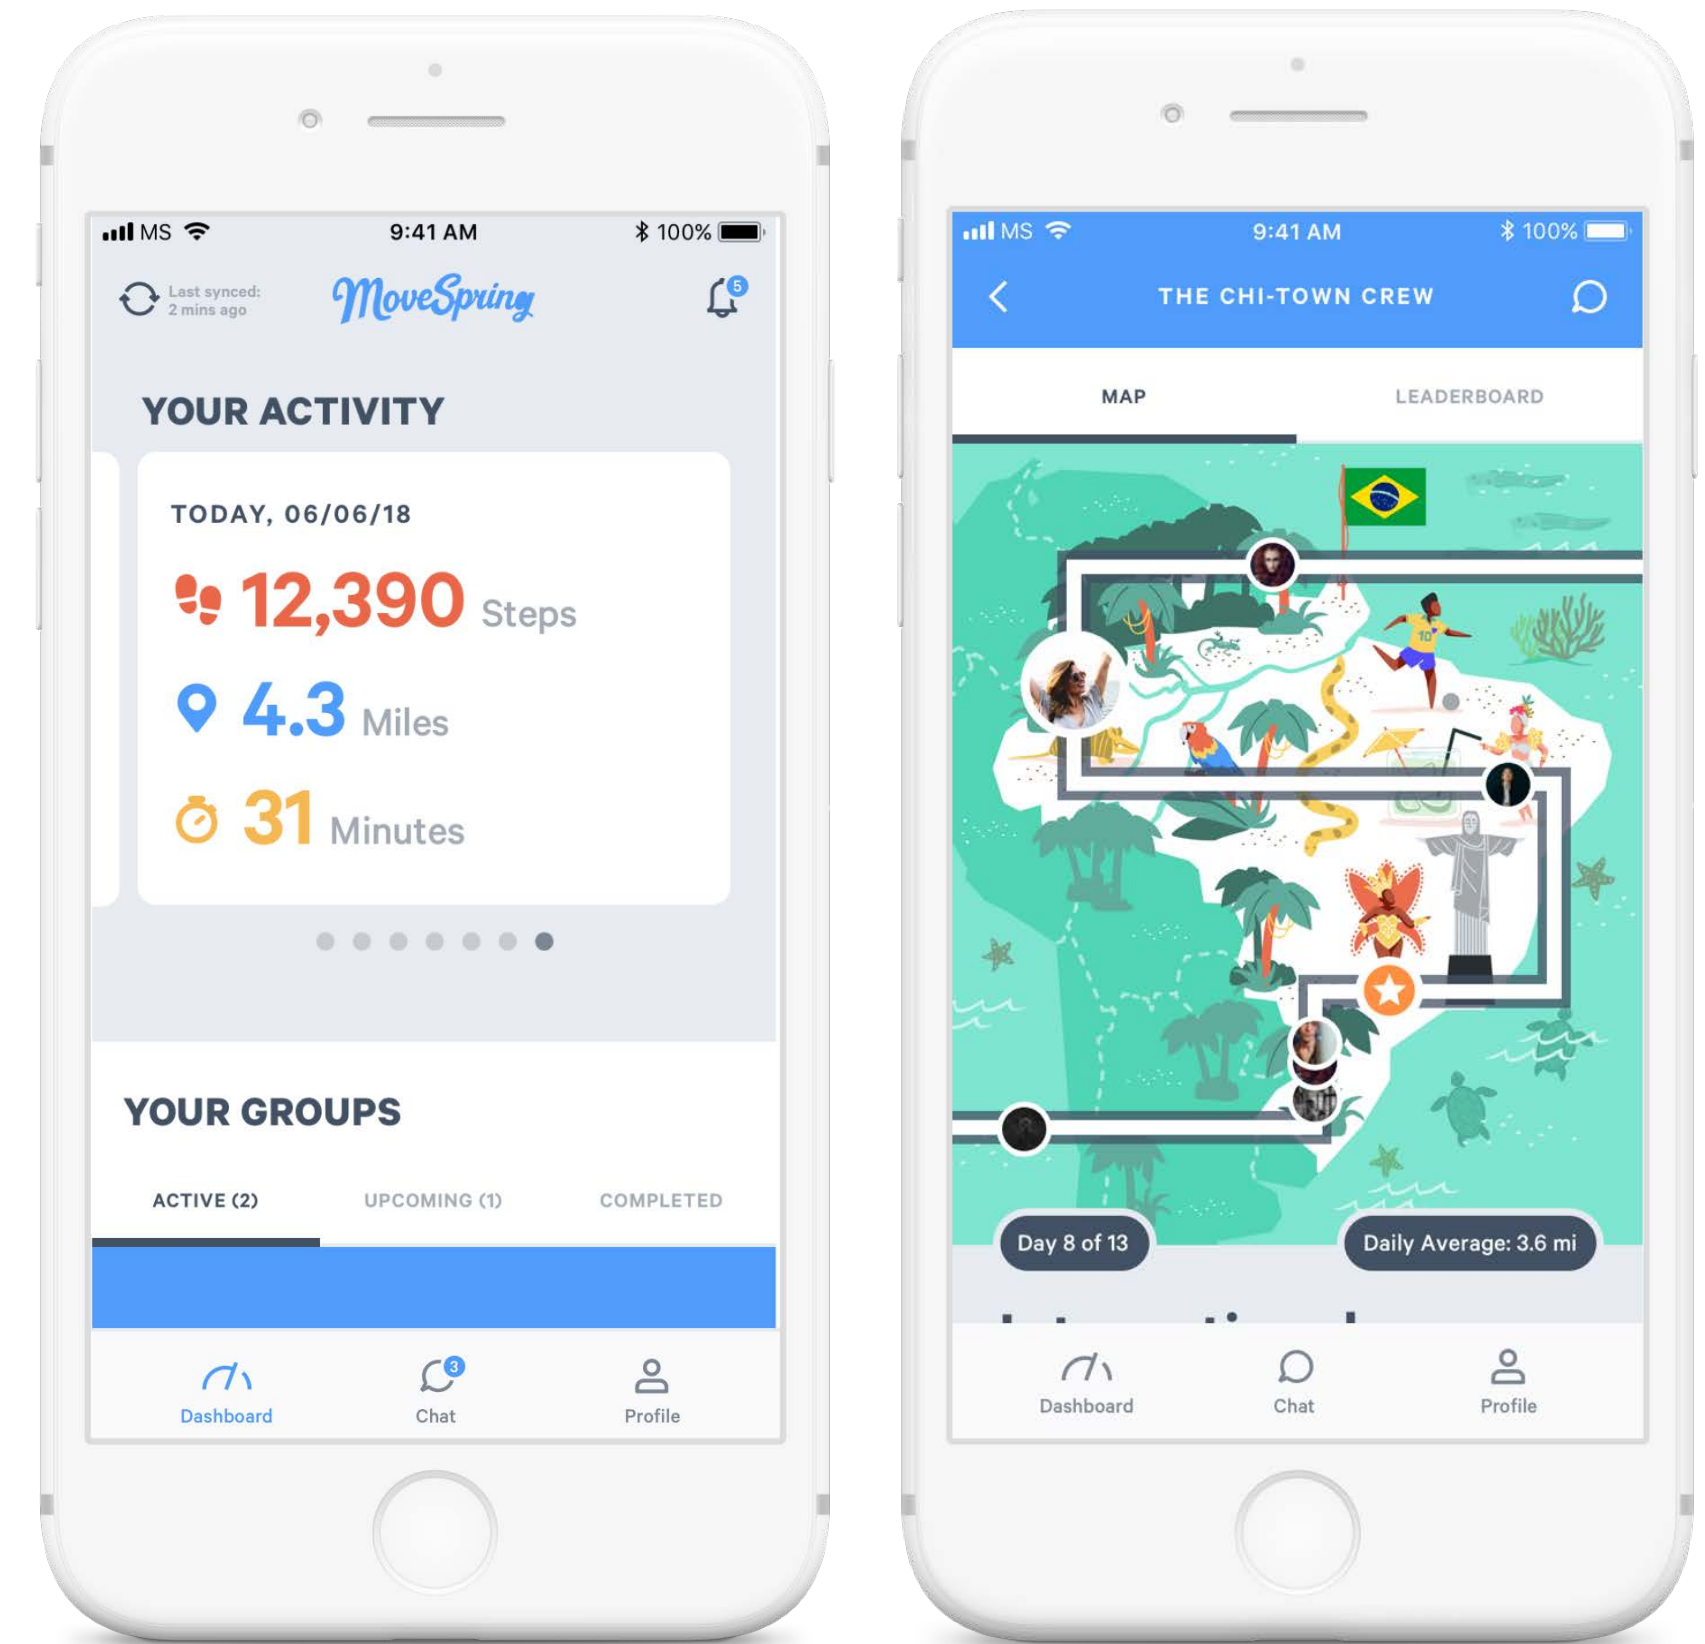 MS 9:41 AM 100%
Last synced:
2 mins ago
MoveSpring
5
YOUR ACTIVITY
TODAY, 06/06/18
12,390 Steps
4.3 Miles
31 Minutes
YOUR GROUPS
ACTIVE (2) UPCOMING (1) COMPLETED
3
Dashboard Chat Profile
MS 9:41 AM 100%
THE CHI-TOWN CREW
MAP LEADERBOARD
10
Day 8 of 13 Daily Average: 3.6 mi
Dashboard Chat Profile